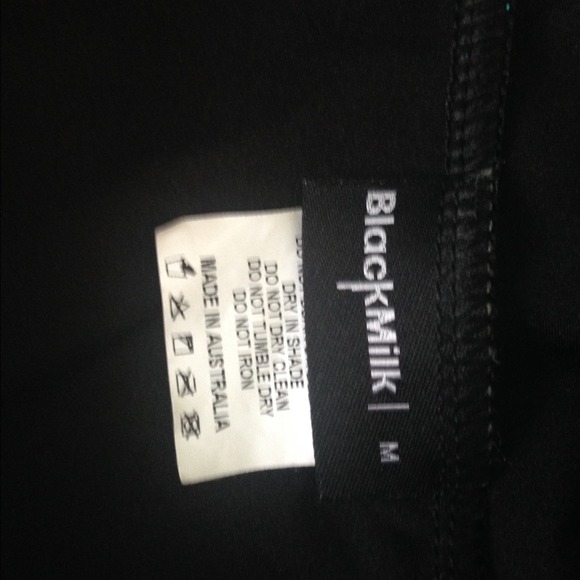 BlackMilk
M
DRY IN SHADE
DO NOT DRY CLEAN
DO NOT TUMBLE DRY
DO NOT IRON
MADE IN AUSTRALIA